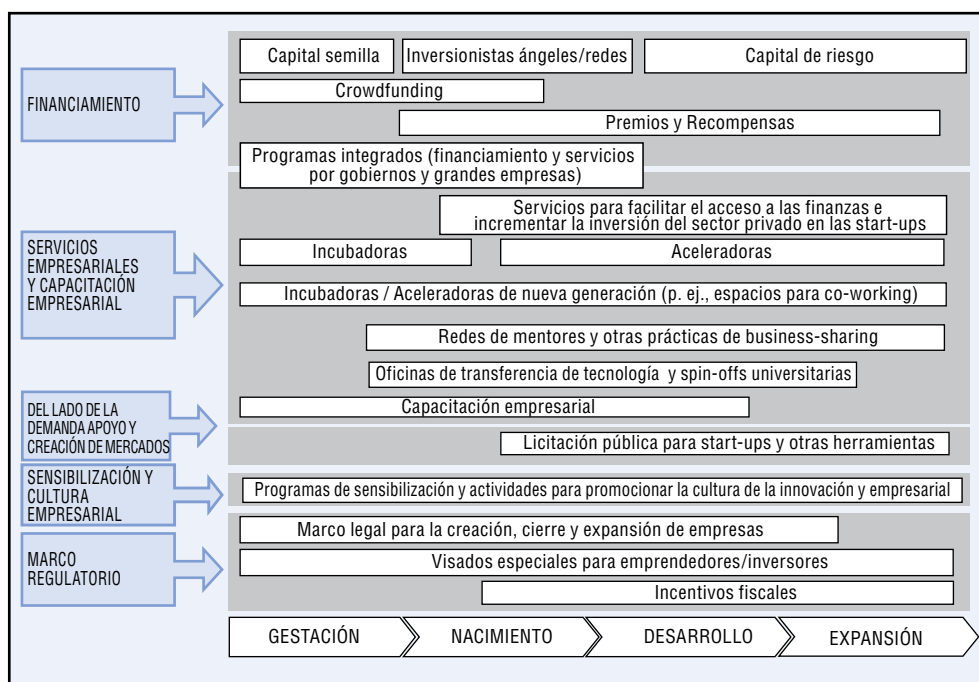 Capital semilla
Inversionistas ángeles/redes
Capital de riesgo
Crowdfunding
FINANCIAMIENTO
Premios y Recompensas
Programas integrados (financiamiento y servicios
por gobiernos y grandes empresas)
Servicios para facilitar el acceso a las finanzas e
incrementar la inversión del sector privado en las start-ups
SERVICIOS
EMPRESARIALES
Y CAPACITACIÓN
EMPRESARIAL
Incubadoras
Aceleradoras
Incubadoras / Aceleradoras de nueva generación (p. ej., espacios para co-working)
Redes de mentores y otras prácticas de business-sharing
Oficinas de transferencia de tecnología y spin-offs universitarias
Capacitación empresarial
DEL LADO DE LA
DEMANDA APOYO Y
CREACIÓN DE MERCADOS
Licitación pública para start-ups y otras herramientas
SENSIBILIZACIÓN Y
CULTURA
EMPRESARIAL
Programas de sensibilización y actividades para promocionar la cultura de la innovación y empresarial
Marco legal para la creación, cierre y expansión de empresas
MARCO
REGULATORIO
Visados especiales para emprendedores/inversores
Incentivos fiscales
GESTACIÓN
NACIMIENTO
DESARROLLO
EXPANSIÓN